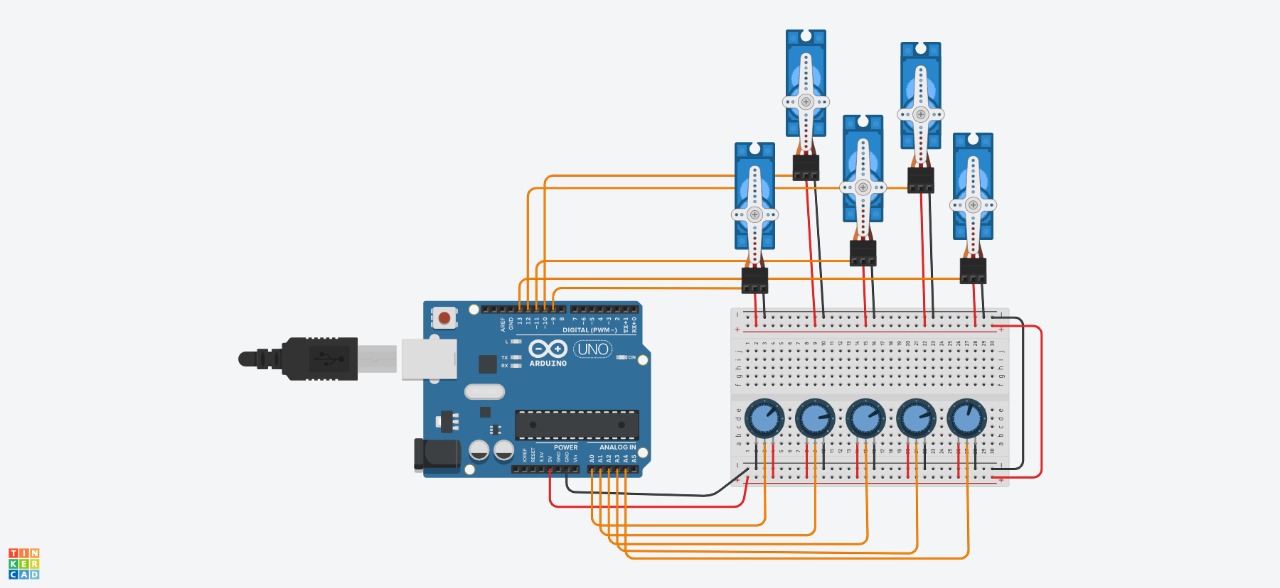 AREF
GND
13
12
~11
~10
~9
8
7
~6
~5
4
~3
2
TX→1
RX←0
DIGITAL (PWM~)
L
TX
RX
ARDUINO
UNO
ON
POWER
ANALOG IN
IOREF
RESET
3.3V
5V
GND
GND
Vin
A0
A1
A2
A3
A4
A5
f g h i j
f g h i j
a b c d e
a b c d e
TIN
KER
CAD